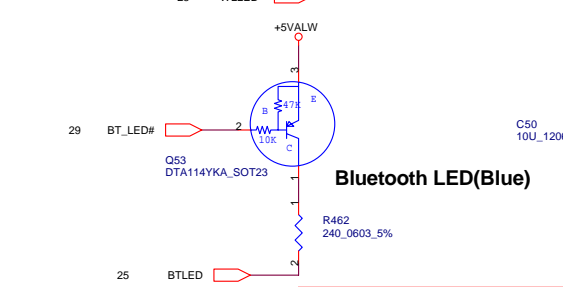 +5VALW
3
E
47K
B
29 BT_LED# 2
10K
C
Q53
DTA114YKA_SOT23
1
Bluetooth LED(Blue)
C50
1
R462
240_0603_5%
2
25 BTLED